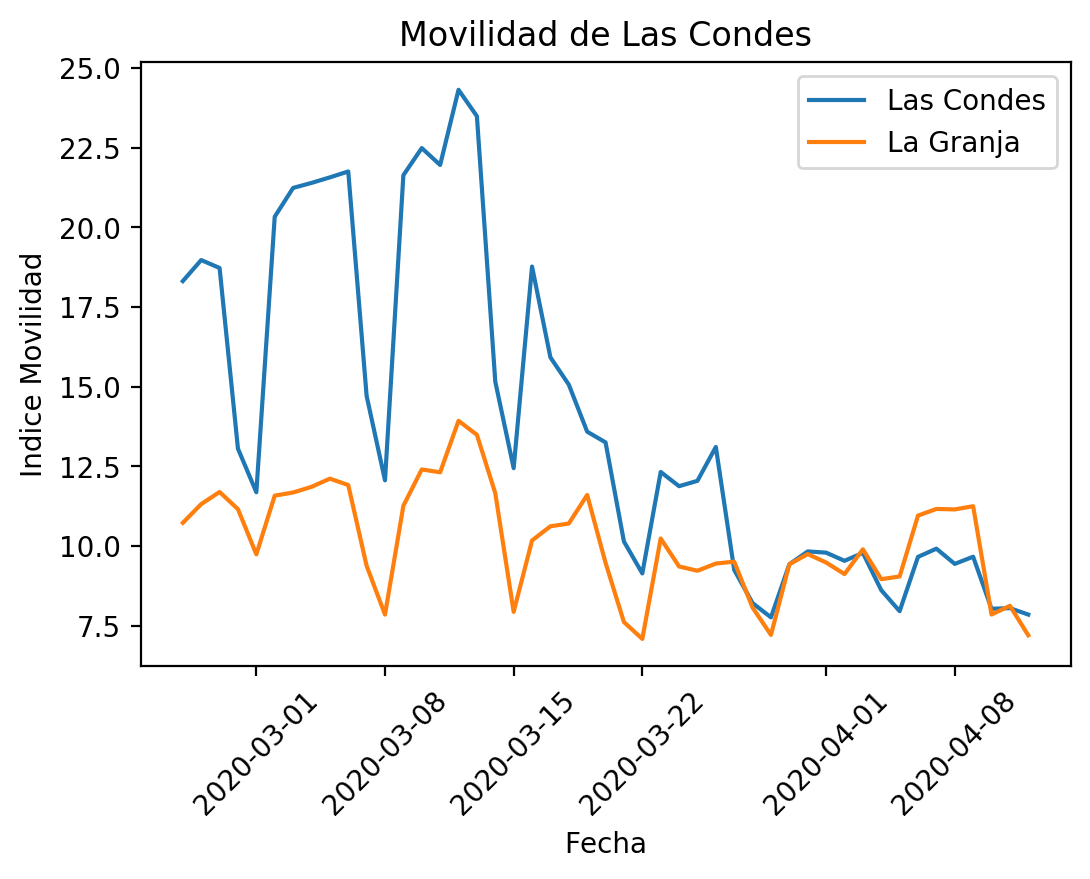 Movilidad de Las Condes
Las Condes
La Granja
Indice Movilidad
25.0
22.5
20.0
17.5
15.0
12.5
10.0
7.5
2020-03-01
2020-03-08
2020-03-15
2020-03-22
2020-04-01
2020-04-08
Fecha